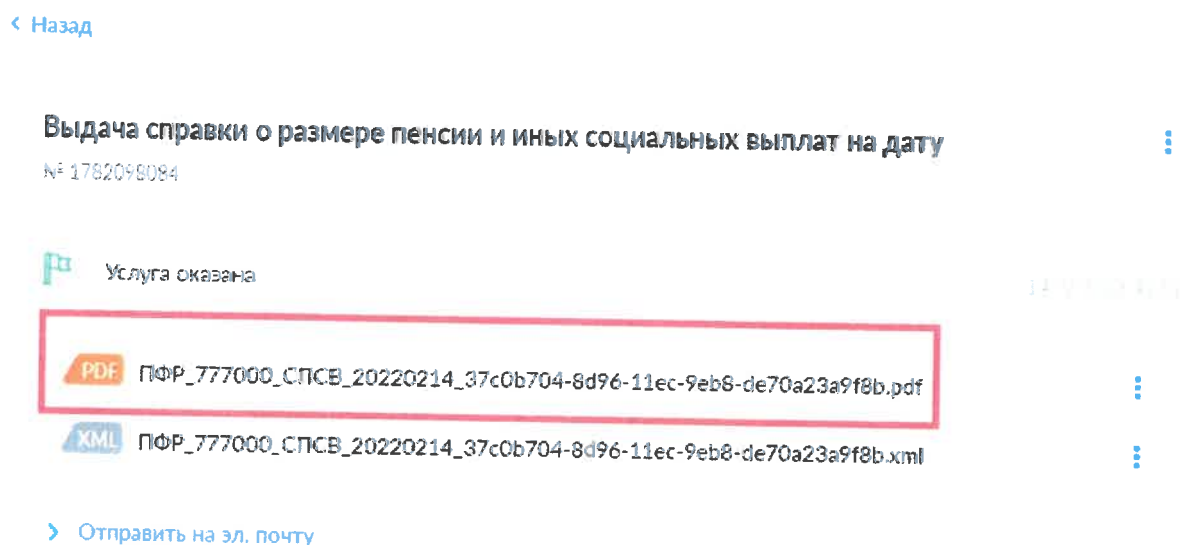 Назад
Выдача справки о размере пенсии и иных социальных выплат на дату
№ 1782098084
Услуга оказана
PDF ПФР_777000_СПСВ_20220214_37c0b704-8d96-11ec-9eb8-de70a23a9f8b.pdf
XML ПФР_777000_СПСВ_20220214_37c0b704-8d96-11ec-9eb8-de70a23a9f8b.xml
Отправить на эл. почту